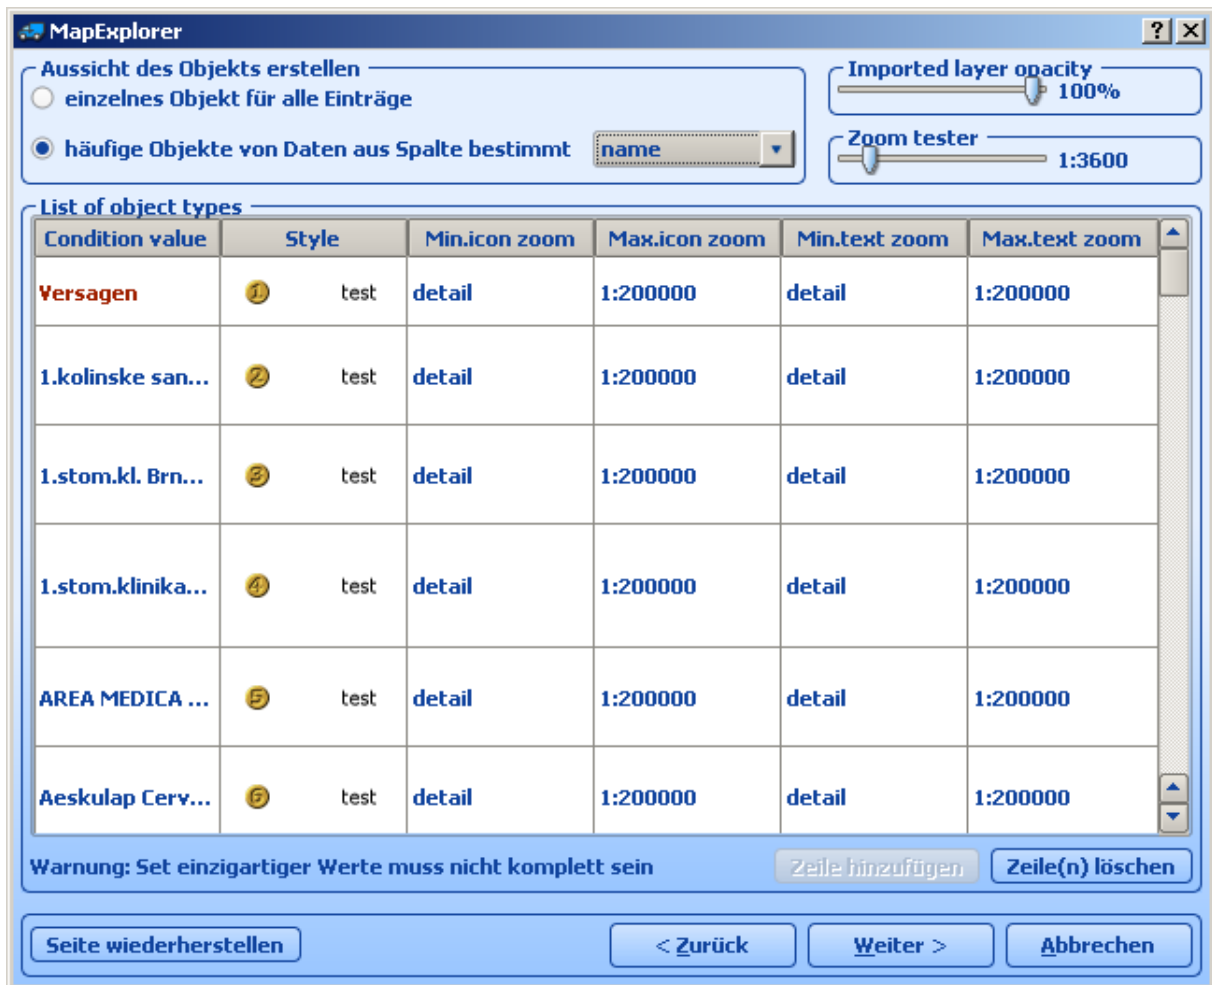 MapExplorer
Aussicht des Objekts erstellen
einzelnes Objekt für alle Einträge
häufige Objekte von Daten aus Spalte bestimmt name
Imported layer opacity
100%
Zoom tester
1:3600
List of object types
Condition value Style Min.icon zoom Max.icon zoom Min.text zoom Max.text zoom
Versagen 1 test detail 1:200000 detail 1:200000
1.kolinske san... 2 test detail 1:200000 detail 1:200000
1.stom.kl. Brn... 3 test detail 1:200000 detail 1:200000
1.stom.klinika... 4 test detail 1:200000 detail 1:200000
AREA MEDICA ... 5 test detail 1:200000 detail 1:200000
Aeskulap Cerv... 6 test detail 1:200000 detail 1:200000
Warnung: Set einzigartiger Werte muss nicht komplett sein Zeile hinzufügen Zeile(n) löschen
Seite wiederherstellen < Zurück Weiter > Abbrechen